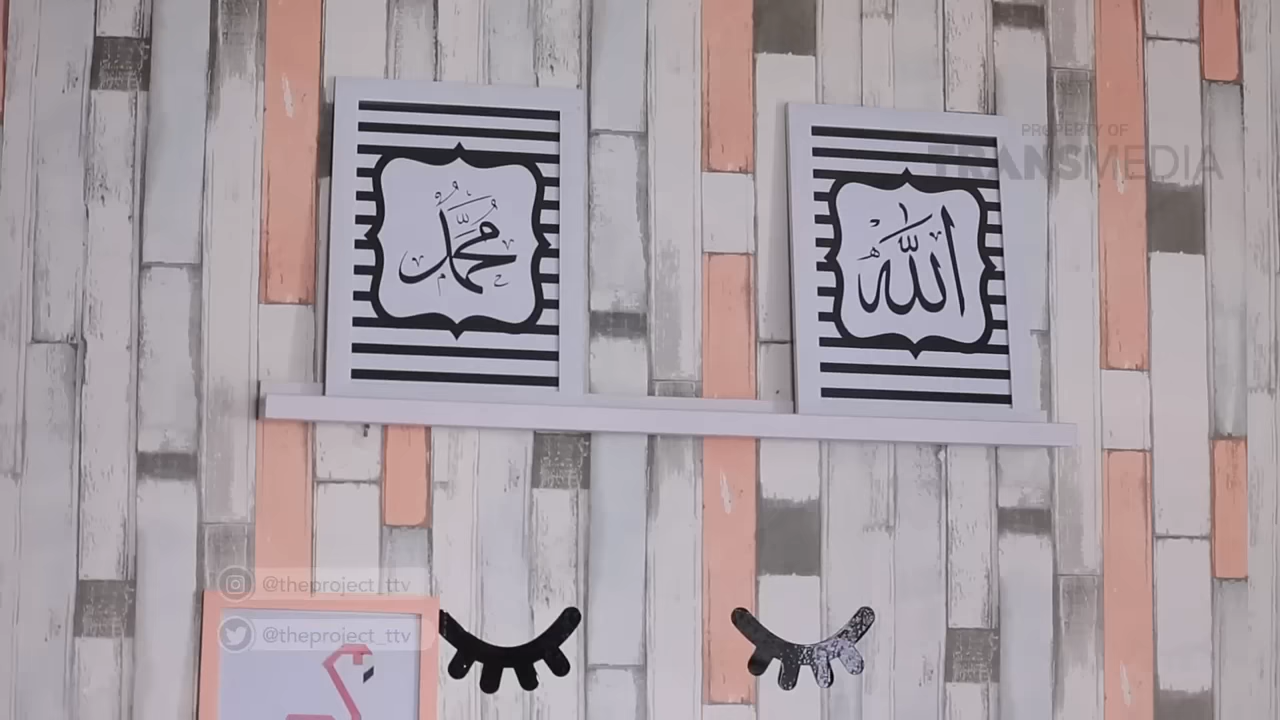 PROPERTY OF
TRANSMEDIA
محمد
الله
@theproject_ttv
@theproject_ttv